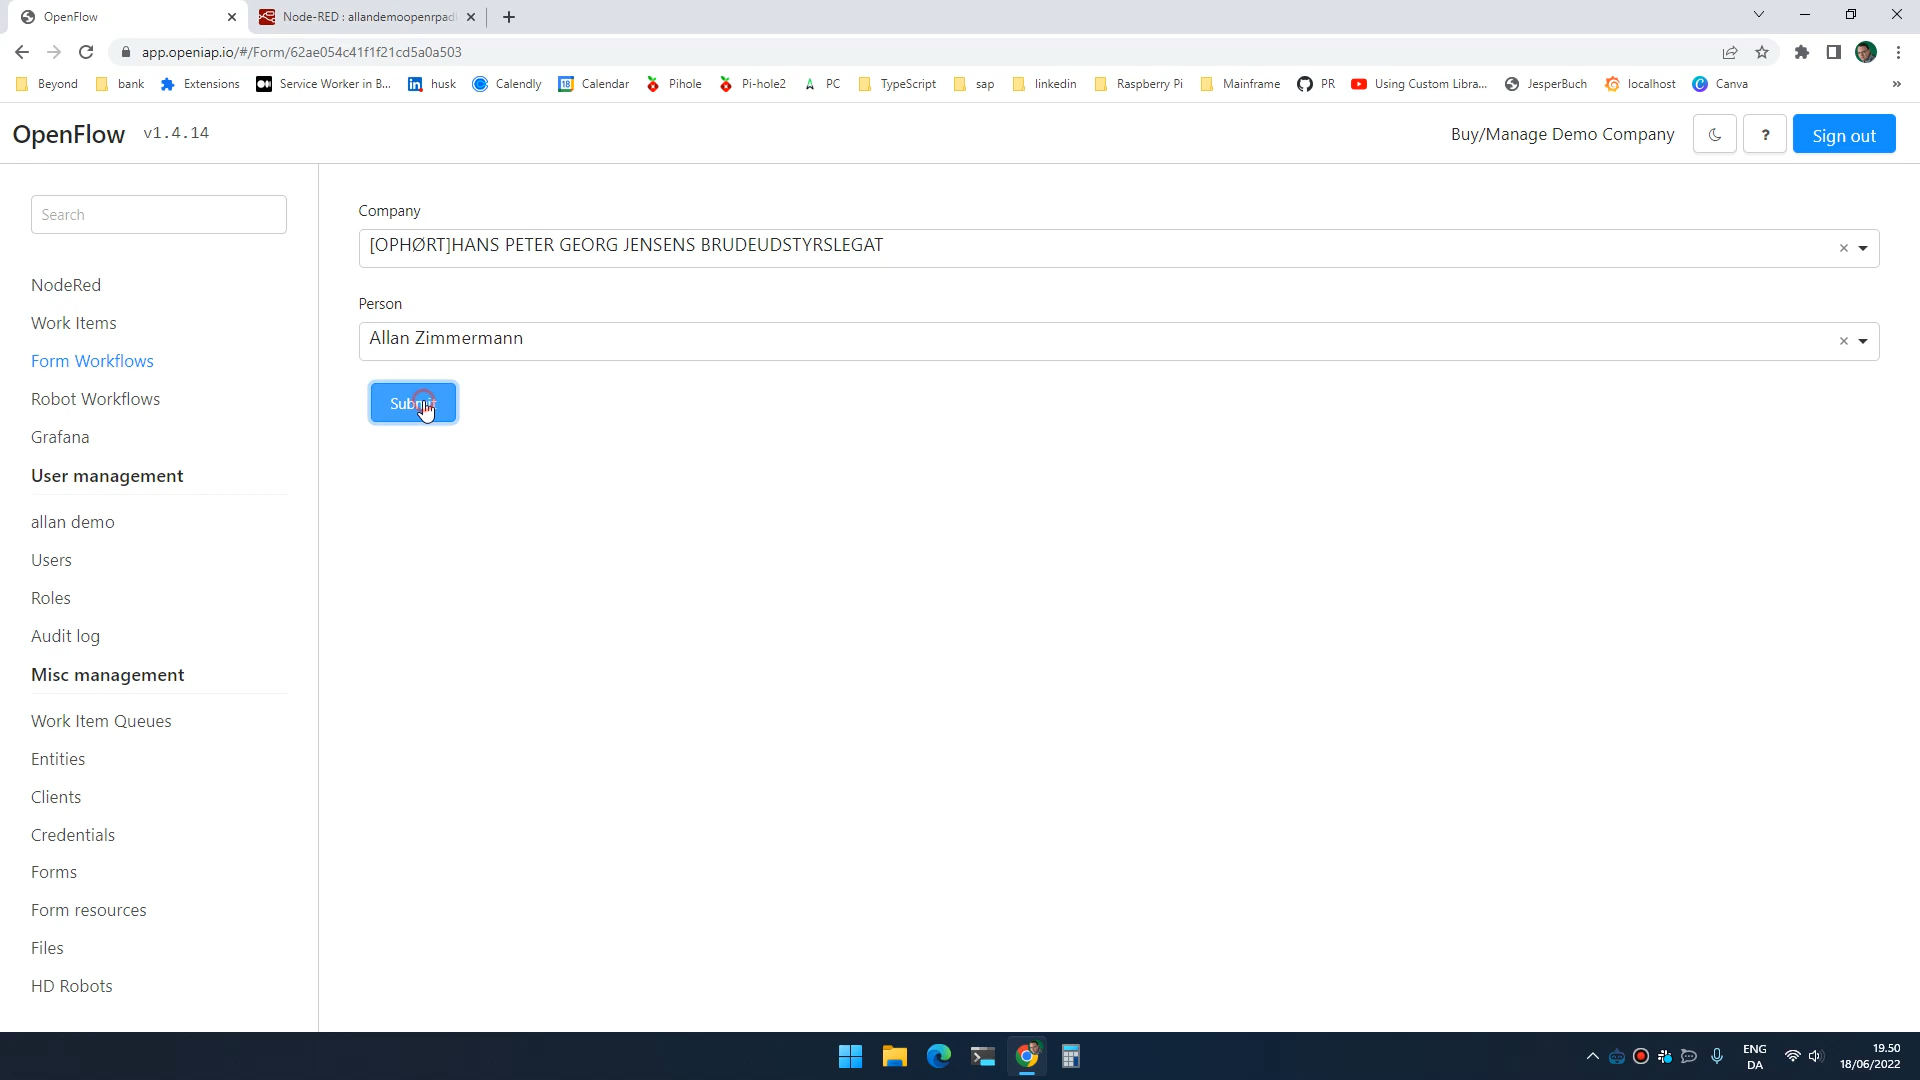 OpenFlow
Node-RED : allandemoopenrpad
app.openiap.io/#/Form/62ae054c41f1f21cd5a0a503
Beyond bank Extensions Service Worker in B... husk Calendly Calendar Pihole Pi-hole2 PC TypeScript sap linkedin Raspberry Pi Mainframe PR Using Custom Libra... JesperBuch localhost Canva »
OpenFlow v1.4.14
Buy/Manage Demo Company ? Sign out
Search
NodeRed
Work Items
Form Workflows
Robot Workflows
Grafana
User management
allan demo
Users
Roles
Audit log
Misc management
Work Item Queues
Entities
Clients
Credentials
Forms
Form resources
Files
HD Robots
Company
[OPHØRT]HANS PETER GEORG JENSENS BRUDEUDSTYRSLEGAT
Person
Allan Zimmermann
Submit
ENG
DA
19.50
18/06/2022